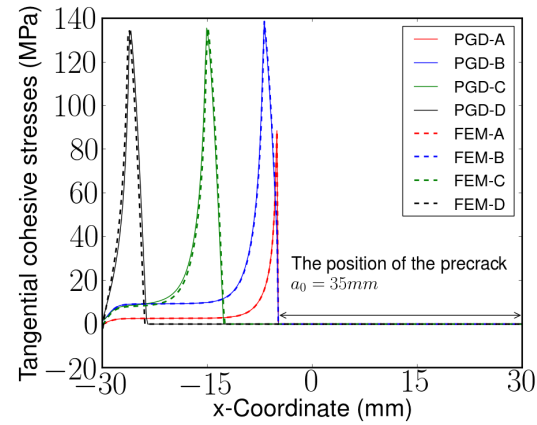 Tangential cohesive stresses (MPa)
140
120
100
80
60
40
20
0
−20
−30
−15
0
15
30
x-Coordinate (mm)
PGD-A
PGD-B
PGD-C
PGD-D
FEM-A
FEM-B
FEM-C
FEM-D
The position of the precrack
a₀ = 35mm